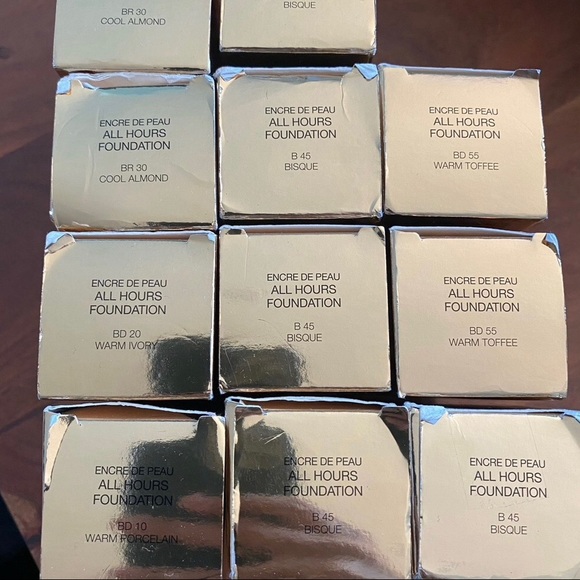 BR 30
COOL ALMOND
BISQUE
ENCRE DE PEAU
ALL HOURS
FOUNDATION
BR 30
COOL ALMOND
ENCRE DE PEAU
ALL HOURS
FOUNDATION
B 45
BISQUE
ENCRE DE PEAU
ALL HOURS
FOUNDATION
BD 55
WARM TOFFEE
ENCRE DE PEAU
ALL HOURS
FOUNDATION
BD 20
WARM IVORY
ENCRE DE PEAU
ALL HOURS
FOUNDATION
B 45
BISQUE
ENCRE DE PEAU
ALL HOURS
FOUNDATION
BD 55
WARM TOFFEE
ENCRE DE PEAU
ALL HOURS
FOUNDATION
BD 10
WARM PORCELAIN
ENCRE DE PEAU
ALL HOURS
FOUNDATION
B 45
BISQUE
ENCRE DE PEAU
ALL HOURS
FOUNDATION
B 45
BISQUE